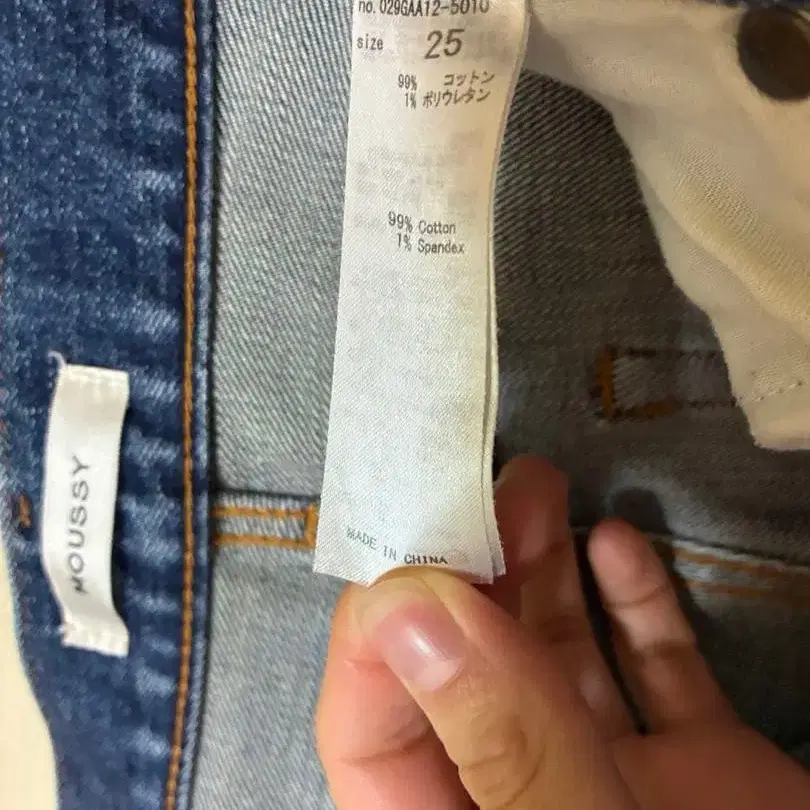 no. 029GAA12-5010
size 25
99% コットン
1% ポリウレタン
99% Cotton
1% Spandex
MADE IN CHINA
MOUSSY